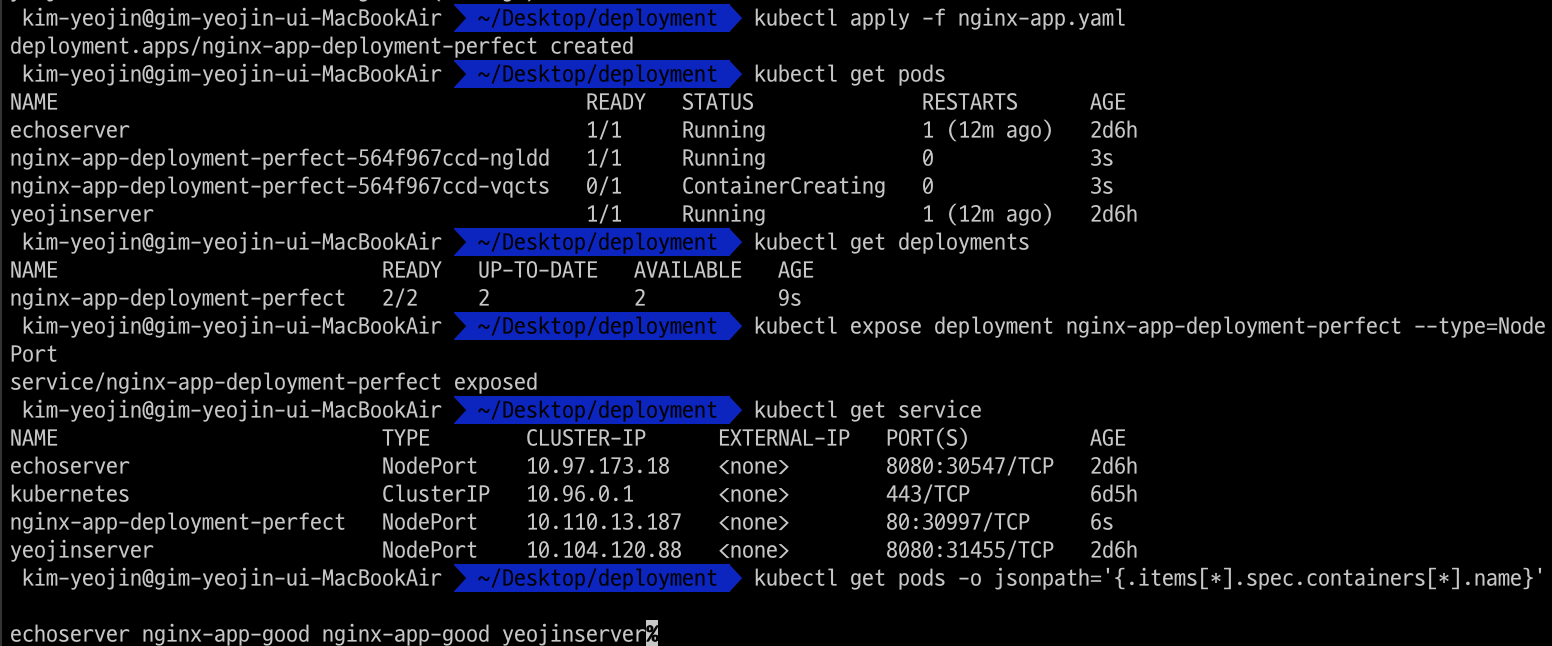 kim-yeojin@gim-yeojin-ui-MacBookAir ~/Desktop/deployment kubectl apply -f nginx-app.yaml
deployment.apps/nginx-app-deployment-perfect created
kim-yeojin@gim-yeojin-ui-MacBookAir ~/Desktop/deployment kubectl get pods
NAME READY STATUS RESTARTS AGE
echoserver 1/1 Running 1 (12m ago) 2d6h
nginx-app-deployment-perfect-564f967ccd-ngldd 1/1 Running 0 3s
nginx-app-deployment-perfect-564f967ccd-vqcts 0/1 ContainerCreating 0 3s
yeojinserver 1/1 Running 1 (12m ago) 2d6h
kim-yeojin@gim-yeojin-ui-MacBookAir ~/Desktop/deployment kubectl get deployments
NAME READY UP-TO-DATE AVAILABLE AGE
nginx-app-deployment-perfect 2/2 2 2 9s
kim-yeojin@gim-yeojin-ui-MacBookAir ~/Desktop/deployment kubectl expose deployment nginx-app-deployment-perfect --type=Node
Port
service/nginx-app-deployment-perfect exposed
kim-yeojin@gim-yeojin-ui-MacBookAir ~/Desktop/deployment kubectl get service
NAME TYPE CLUSTER-IP EXTERNAL-IP PORT(S) AGE
echoserver NodePort 10.97.173.18 <none> 8080:30547/TCP 2d6h
kubernetes ClusterIP 10.96.0.1 <none> 443/TCP 6d5h
nginx-app-deployment-perfect NodePort 10.110.13.187 <none> 80:30997/TCP 6s
yeojinserver NodePort 10.104.120.88 <none> 8080:31455/TCP 2d6h
kim-yeojin@gim-yeojin-ui-MacBookAir ~/Desktop/deployment kubectl get pods -o jsonpath='{.items[*].spec.containers[*].name}'
echoserver nginx-app-good nginx-app-good yeojinserver%